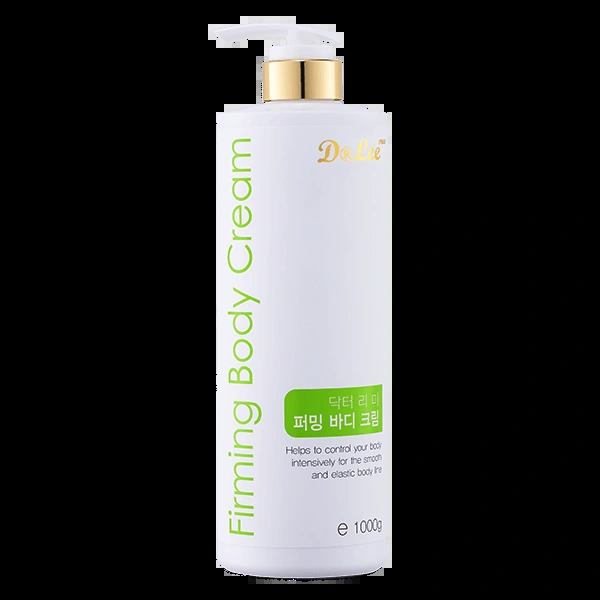 Firming Body Cream
Dr. Lee
닥터 리 미
퍼밍 바디 크림
Helps to control your body
intensively for the smooth
and elastic body line
e 1000g